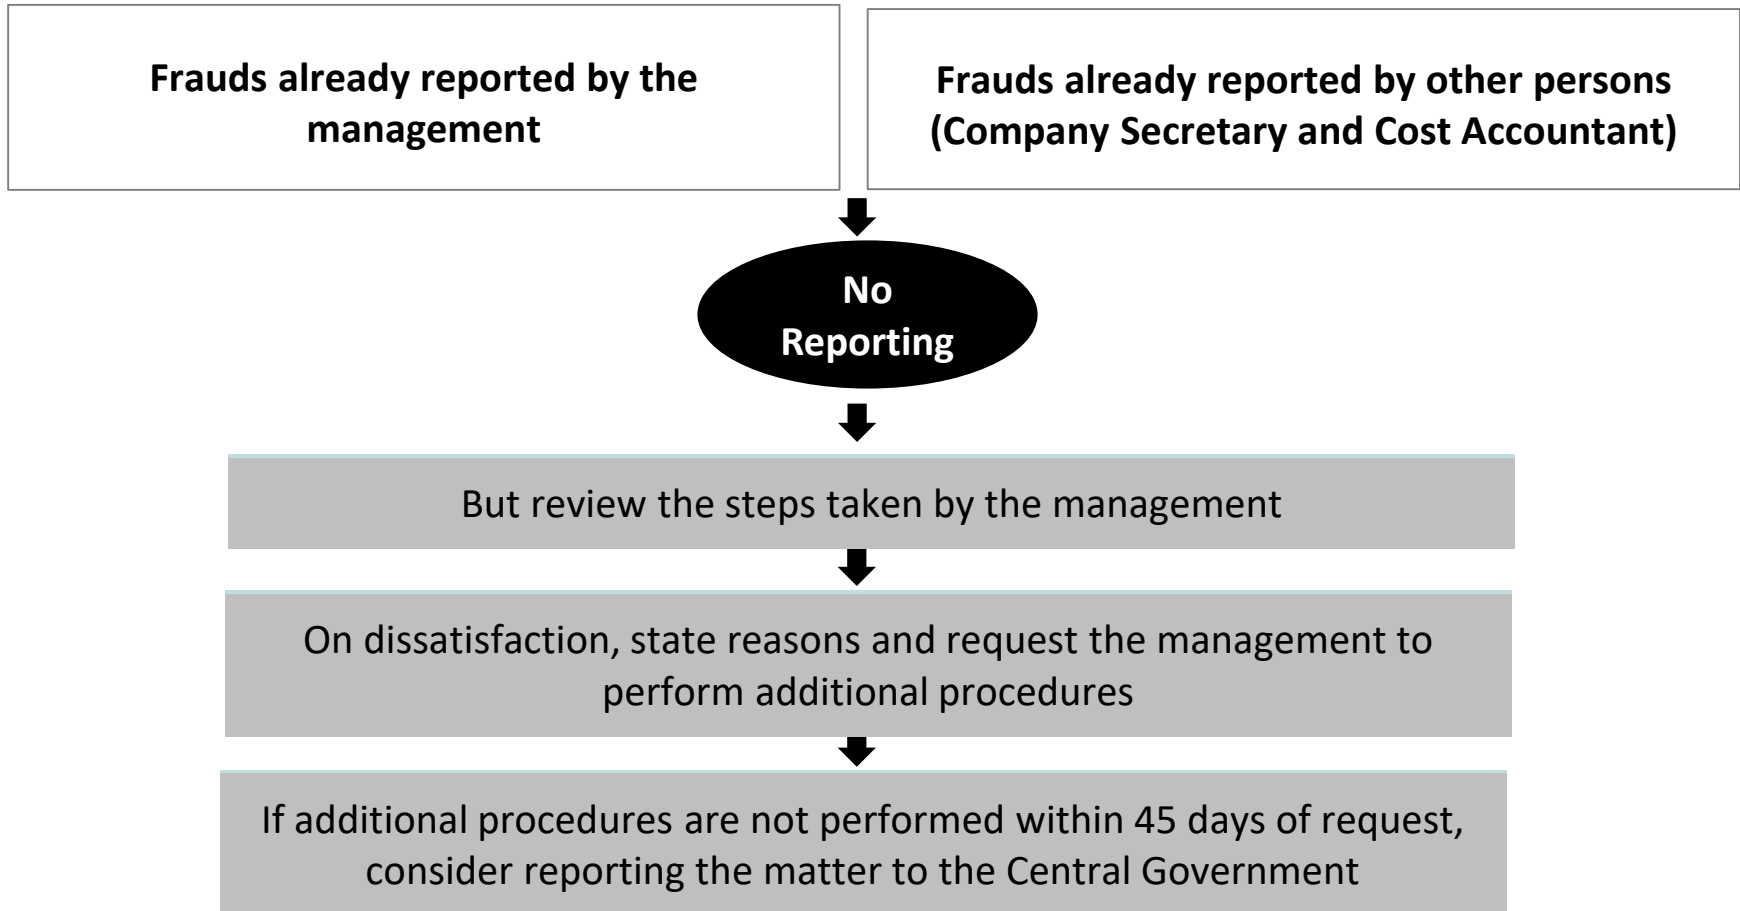 Frauds already reported by the
management
Frauds already reported by other persons
(Company Secretary and Cost Accountant)
No
Reporting
But review the steps taken by the management
On dissatisfaction, state reasons and request the management to
perform additional procedures
If additional procedures are not performed within 45 days of request,
consider reporting the matter to the Central Government